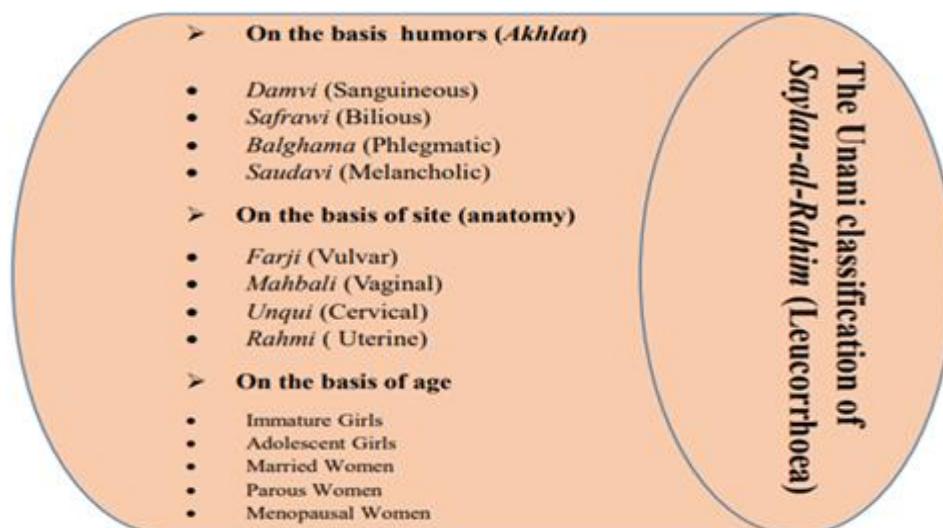 ➢ On the basis humors (Akhlat)
• Damvi (Sanguineous)
• Safrawi (Bilious)
• Balghama (Phlegmatic)
• Saudavi (Melancholic)
➢ On the basis of site (anatomy)
• Farji (Vulvar)
• Mahbali (Vaginal)
• Unqui (Cervical)
• Rahmi ( Uterine)
➢ On the basis of age
• Immature Girls
• Adolescent Girls
• Married Women
• Parous Women
• Menopausal Women
The Unani classification of
Saylan-al-Rahim (Leucorrhoea)